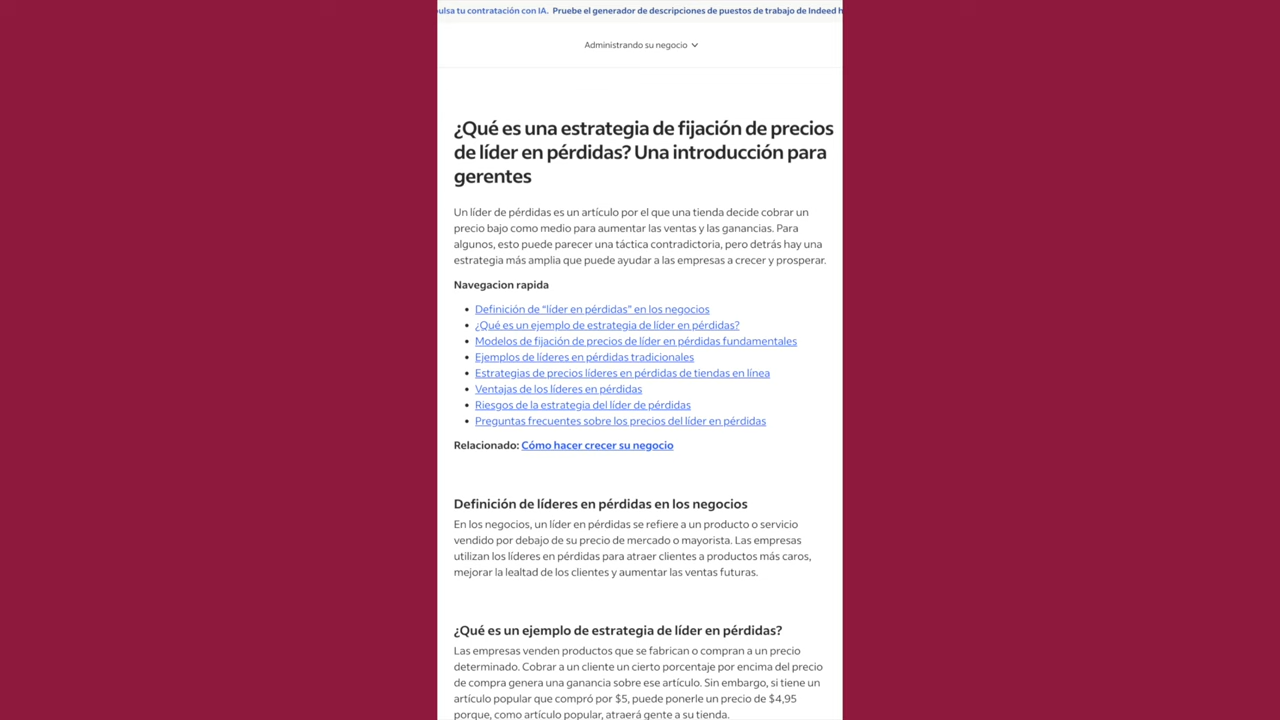 tu contratación con IA. Pruebe el generador de descripciones de puestos de trabajo de Indeed
Administrando su negocio
¿Qué es una estrategia de fijación de precios
de líder en pérdidas? Una introducción para
gerentes
Un líder de pérdidas es un artículo por el que una tienda decide cobrar un
precio bajo como medio para aumentar las ventas y las ganancias. Para
algunos, esto puede parecer una táctica contradictoria, pero detrás hay una
estrategia más amplia que puede ayudar a las empresas a crecer y prosperar.
Navegacion rapida
• Definición de “líder en pérdidas” en los negocios
• ¿Qué es un ejemplo de estrategia de líder en pérdidas?
• Modelos de fijación de precios de líder en pérdidas fundamentales
• Ejemplos de líderes en pérdidas tradicionales
• Estrategias de precios líderes en pérdidas de tiendas en línea
• Ventajas de los líderes en pérdidas
• Riesgos de la estrategia del líder de pérdidas
• Preguntas frecuentes sobre los precios del líder en pérdidas
Relacionado: Cómo hacer crecer su negocio
Definición de líderes en pérdidas en los negocios
En los negocios, un líder en pérdidas se refiere a un producto o servicio
vendido por debajo de su precio de mercado o mayorista. Las empresas
utilizan los líderes en pérdidas para atraer clientes a productos más caros,
mejorar la lealtad de los clientes y aumentar las ventas futuras.
¿Qué es un ejemplo de estrategia de líder en pérdidas?
Las empresas venden productos que se fabrican o compran a un precio
determinado. Cobrar a un cliente un cierto porcentaje por encima del precio
de compra genera una ganancia sobre ese artículo. Sin embargo, si tiene un
artículo popular que compró por $5, puede ponerle un precio de $4,95
porque, como artículo popular, atraerá gente a su tienda.